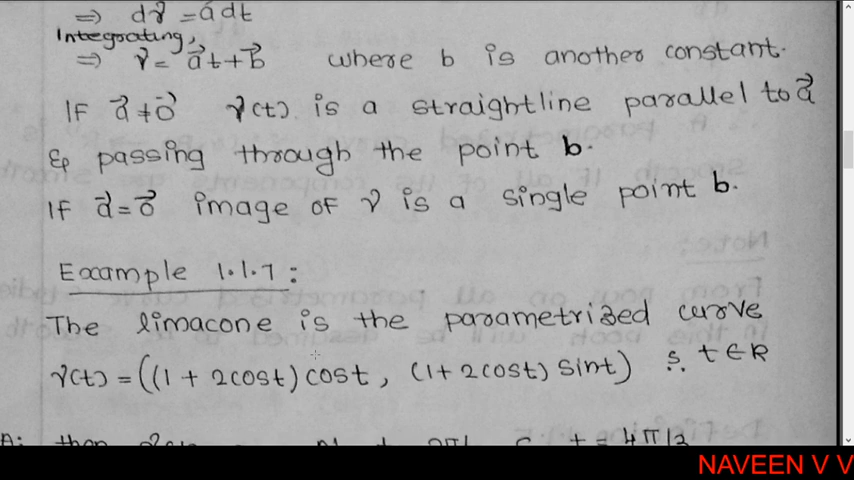 ⇒ dγ = a⃗ dt
Integrating,
⇒ γ = a⃗t + b⃗ where b is another constant.
If a⃗ ≠ o⃗ γ(t) is a straightline parallel to a⃗
& passing through the point b.
If a⃗ = o⃗ image of γ is a single point b.
Example 1.1.7:
The limacone is the parametrized curve
γ(t) = ((1 + 2cost) cost, (1 + 2cost) sint) ; t ∈ R
t = 4π/3
NAVEEN V V